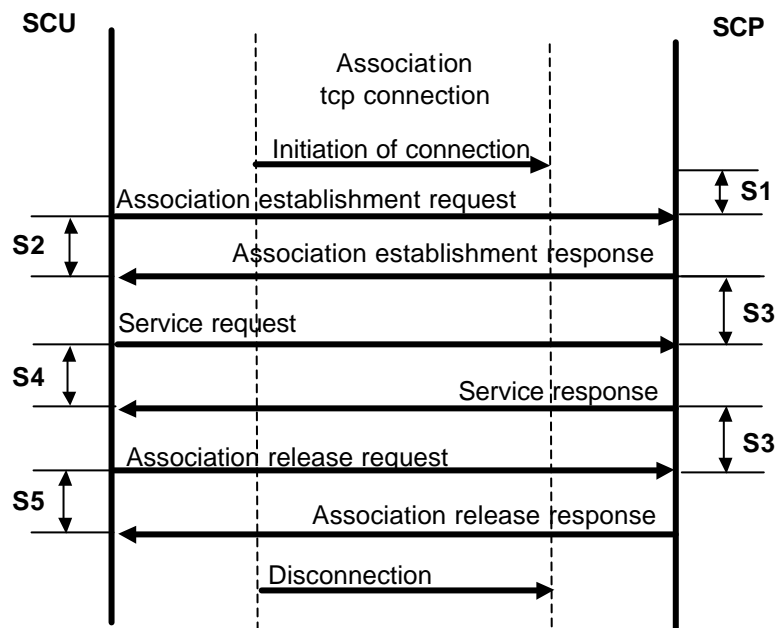 SCU
SCP
Association
tcp connection
Initiation of connection
S1
Association establishment request
S2
Association establishment response
S3
Service request
S4
Service response
S3
Association release request
S5
Association release response
Disconnection